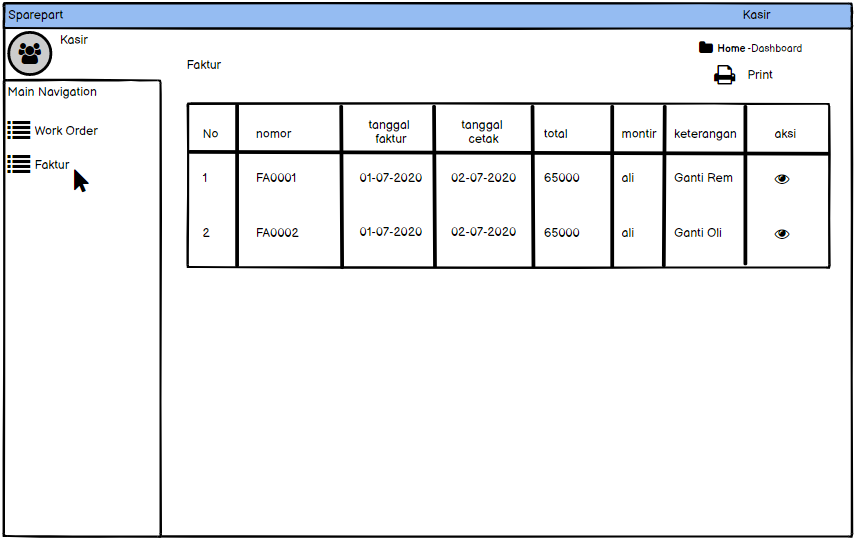 Sparepart Kasir
Kasir
Home -Dashboard
Faktur
Print
Main Navigation
Work Order
Faktur
No nomor tanggal faktur tanggal cetak total montir keterangan aksi
1 FA0001 01-07-2020 02-07-2020 65000 ali Ganti Rem
2 FA0002 01-07-2020 02-07-2020 65000 ali Ganti Oli